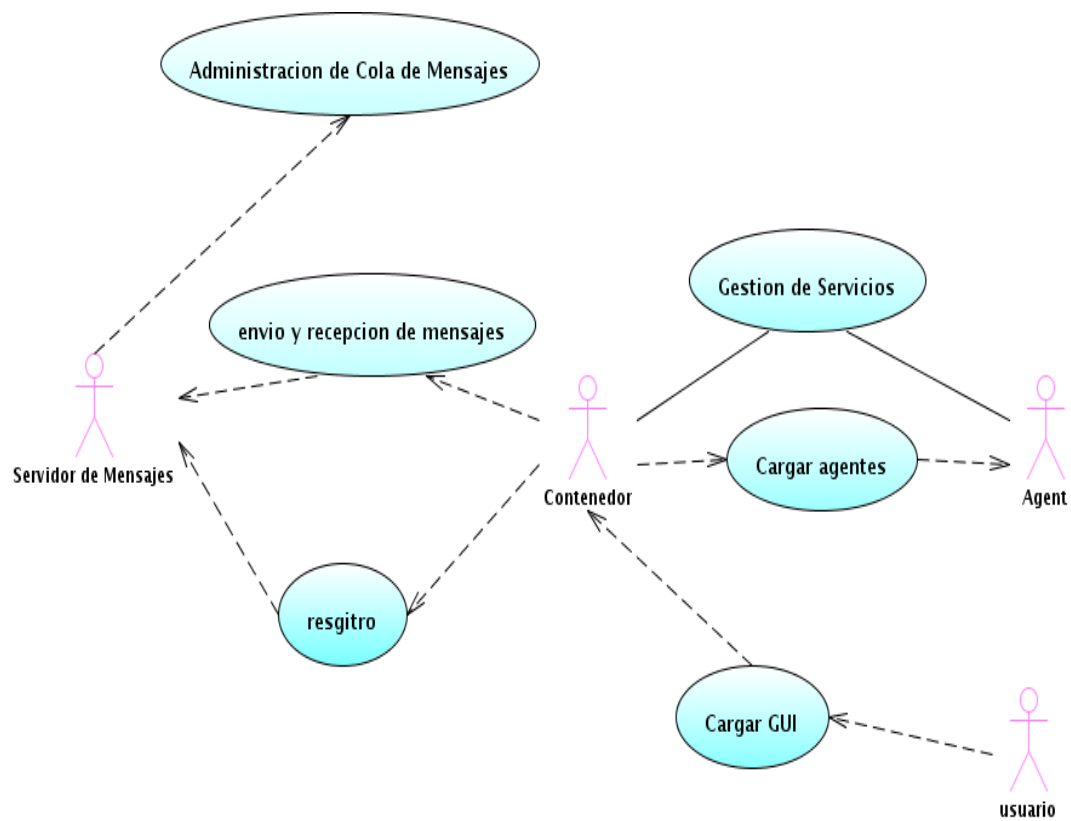 Administracion de Cola de Mensajes
Gestion de Servicios
envio y recepcion de mensajes
Servidor de Mensajes
Cargar agentes
Contenedor
Agent
resgitro
Cargar GUI
usuario